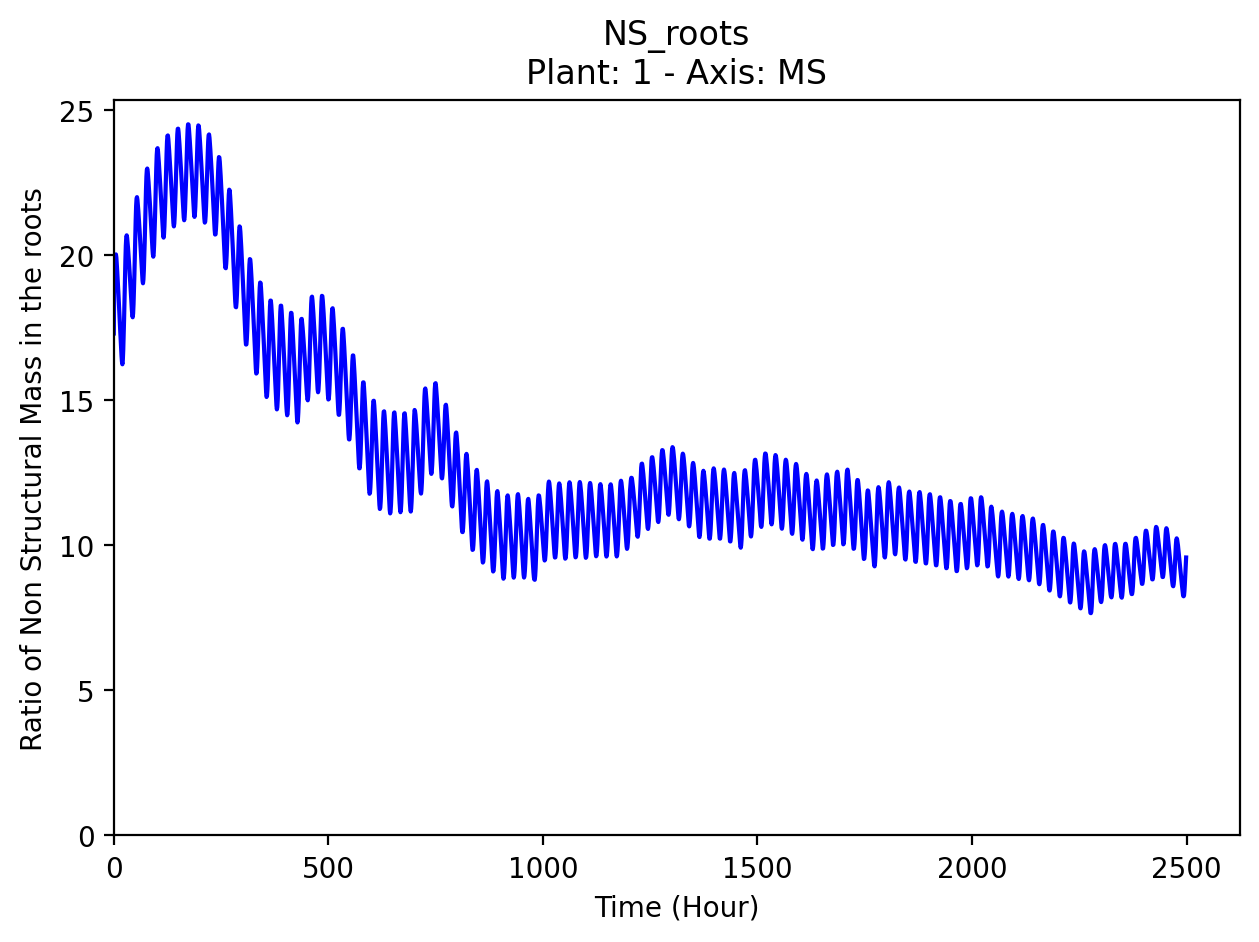 NS_roots
Plant: 1 - Axis: MS
Ratio of Non Structural Mass in the roots
25
20
15
10
5
0
0 500 1000 1500 2000 2500
Time (Hour)